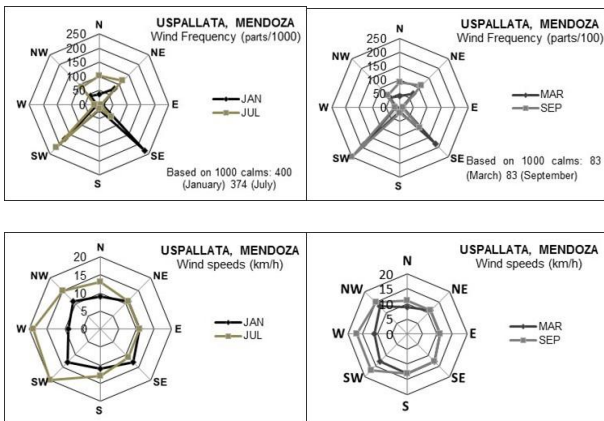 USPALLATA, MENDOZA
Wind Frequency (parts/1000)
N
NE
E
SE
S
SW
W
NW
250
200
150
100
50
0
JAN
JUL
Based on 1000 calms: 400
(January) 374 (July)
USPALLATA, MENDOZA
Wind Frequency (parts/100)
N
NE
E
SE
S
SW
W
NW
250
200
150
100
50
0
MAR
SEP
Based on 1000 calms: 83
(March) 83 (September)
USPALLATA, MENDOZA
Wind speeds (km/h)
N
NE
E
SE
S
SW
W
NW
20
15
10
5
0
JAN
JUL
USPALLATA, MENDOZA
Wind speeds (km/h)
N
NE
E
SE
S
SW
W
NW
20
15
10
5
0
MAR
SEP